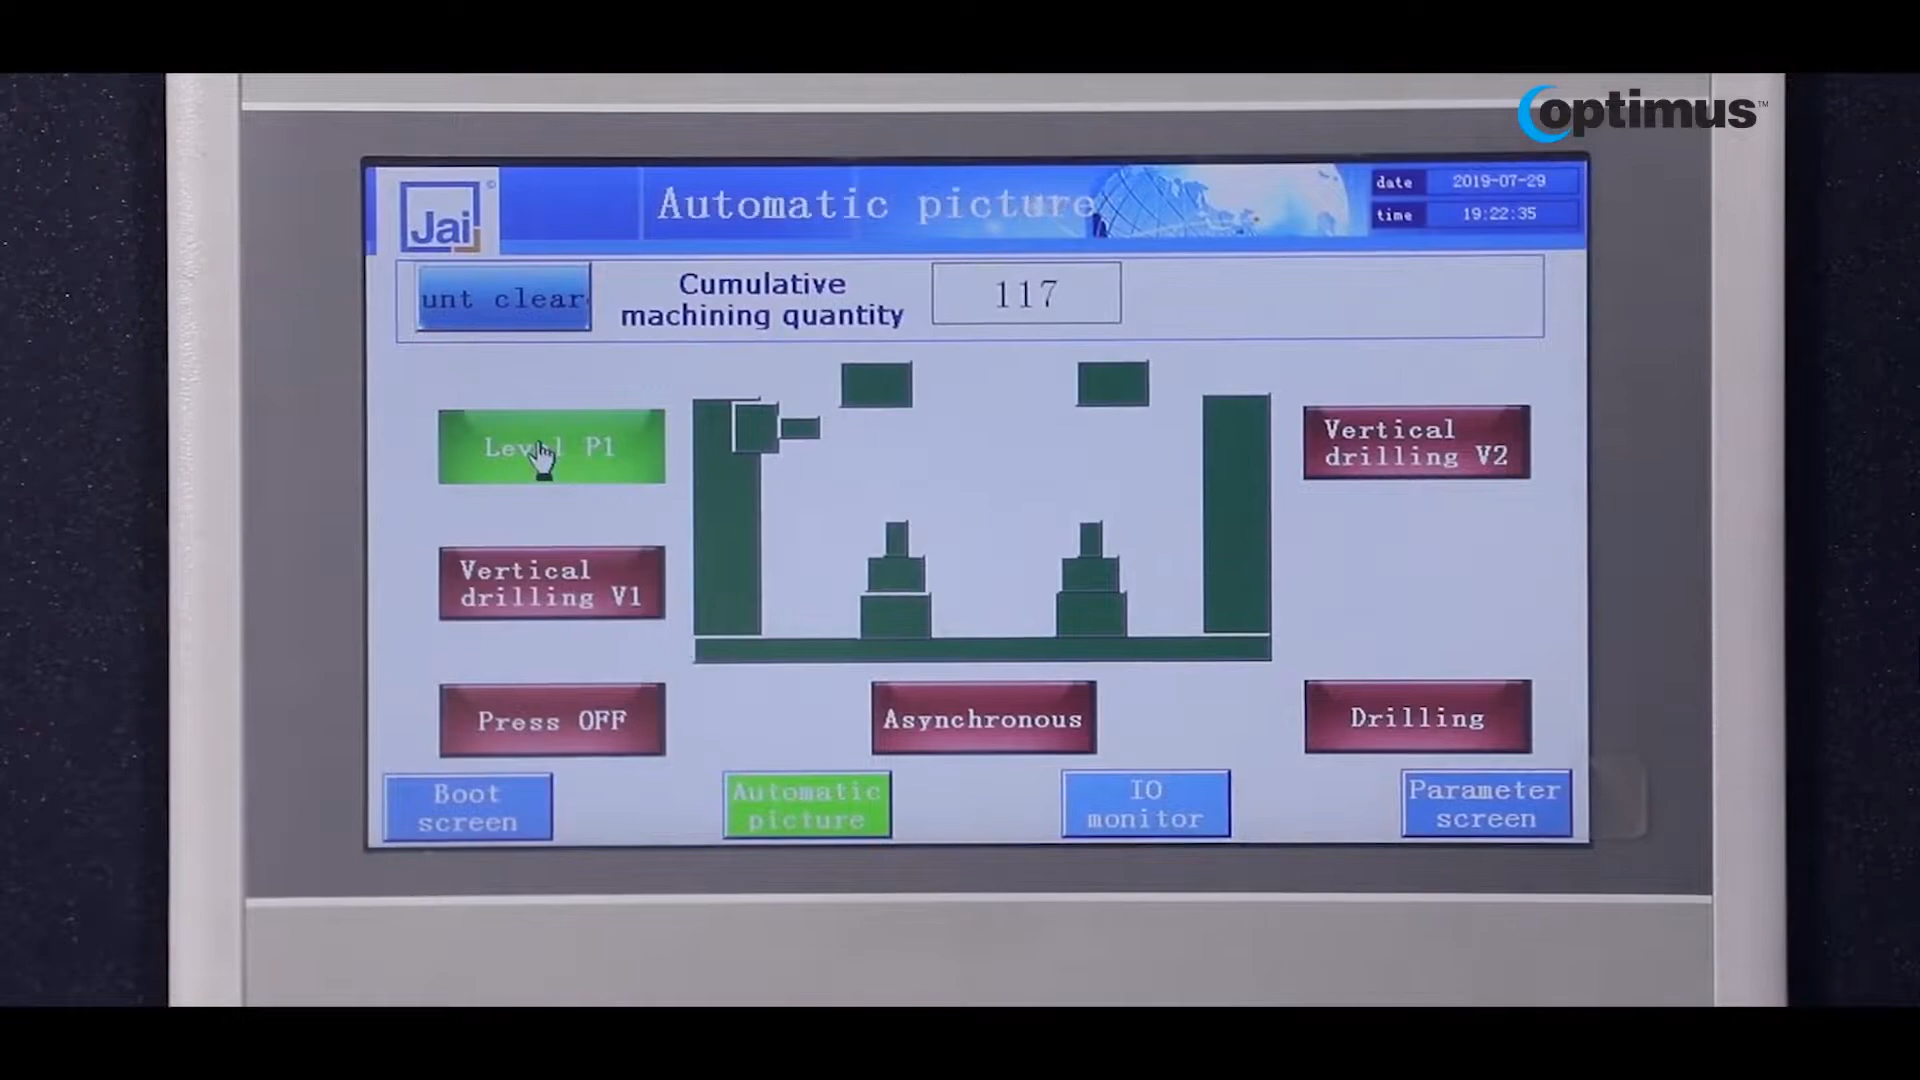 optimus™
Jai©
Automatic picture
date 2019-07-29
time 19:22:35
unt clear
Cumulative
machining quantity
117
Level P1
Vertical
drilling V2
Vertical
drilling V1
Press OFF
Asynchronous
Drilling
Boot
screen
Automatic
picture
IO
monitor
Parameter
screen